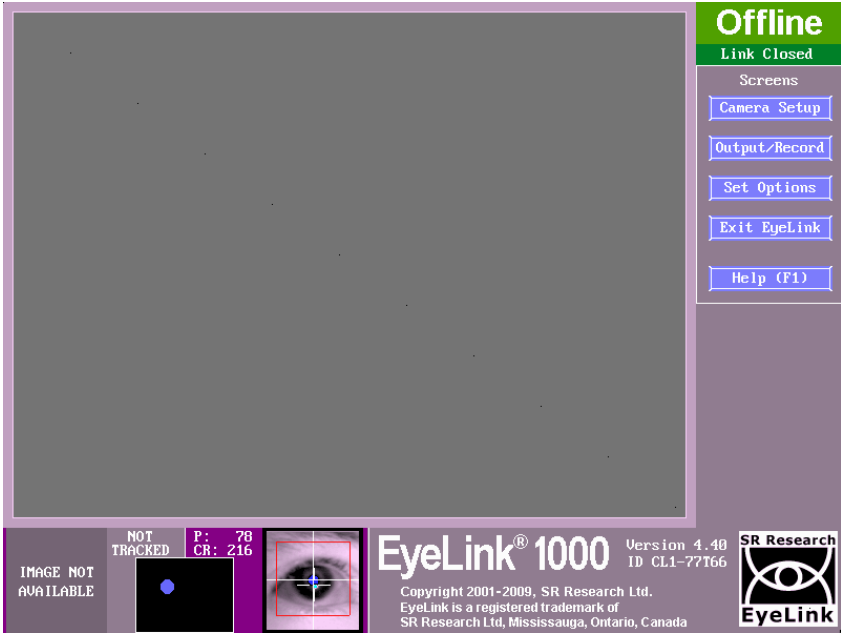 Offline
Link Closed
Screens
Camera Setup
Output/Record
Set Options
Exit EyeLink
Help (F1)
IMAGE NOT
AVAILABLE
NOT
TRACKED
P: 78
CR: 216
EyeLink® 1000
Version 4.40
ID CL1-77T66
Copyright 2001-2009, SR Research Ltd.
EyeLink is a registered trademark of
SR Research Ltd, Mississauga, Ontario, Canada
SR Research
EyeLink